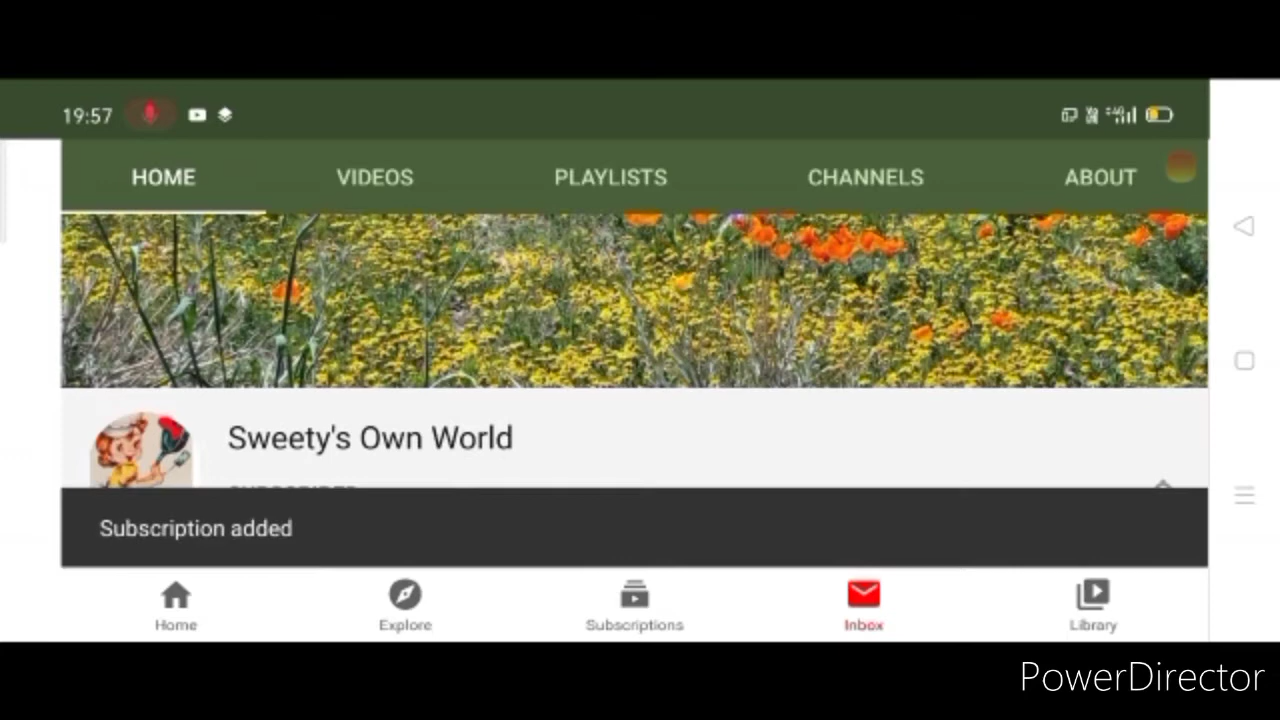 19:57
HOME VIDEOS PLAYLISTS CHANNELS ABOUT
Sweety's Own World
Subscription added
Home Explore Subscriptions Inbox Library
PowerDirector